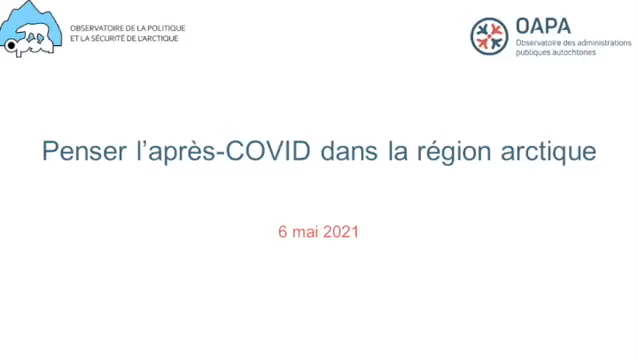 OBSERVATOIRE DE LA POLITIQUE
ET LA SÉCURITÉ DE L'ARCTIQUE
OAPA
Observatoire des administrations
publiques autochtones
Penser l'après-COVID dans la région arctique
6 mai 2021